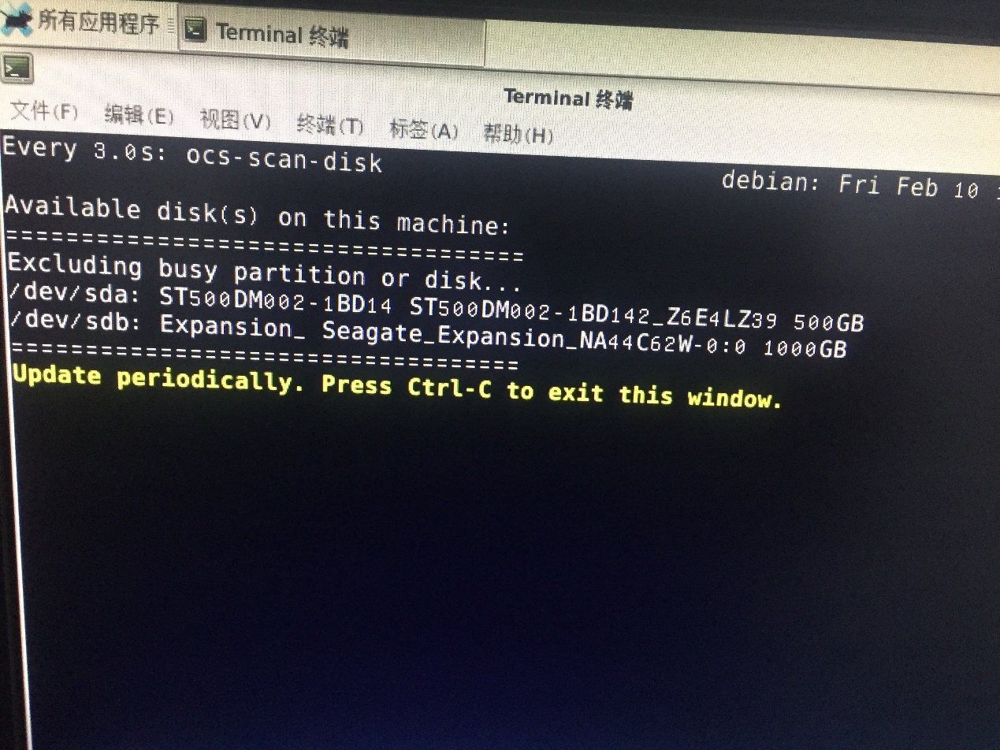 所有应用程序 Terminal 终端
Terminal 终端
文件(F) 编辑(E) 视图(V) 终端(T) 标签(A) 帮助(H)
Every 3.0s: ocs-scan-disk debian: Fri Feb 10
Available disk(s) on this machine:
===================================
Excluding busy partition or disk...
/dev/sda: ST500DM002-1BD14 ST500DM002-1BD142_Z6E4LZ39 500GB
/dev/sdb: Expansion_ Seagate_Expansion_NA44C62W-0:0 1000GB
===================================
Update periodically. Press Ctrl-C to exit this window.